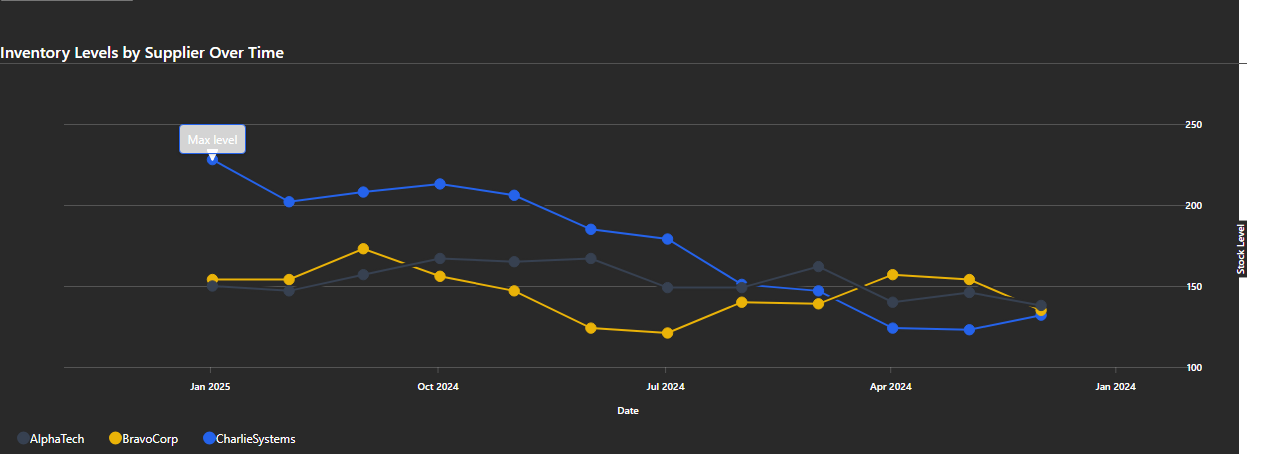 Inventory Levels by Supplier Over Time
Max level
250
200
150
100
Stock Level
Jan 2025 Oct 2024 Jul 2024 Apr 2024 Jan 2024
Date
AlphaTech BravoCorp CharlieSystems